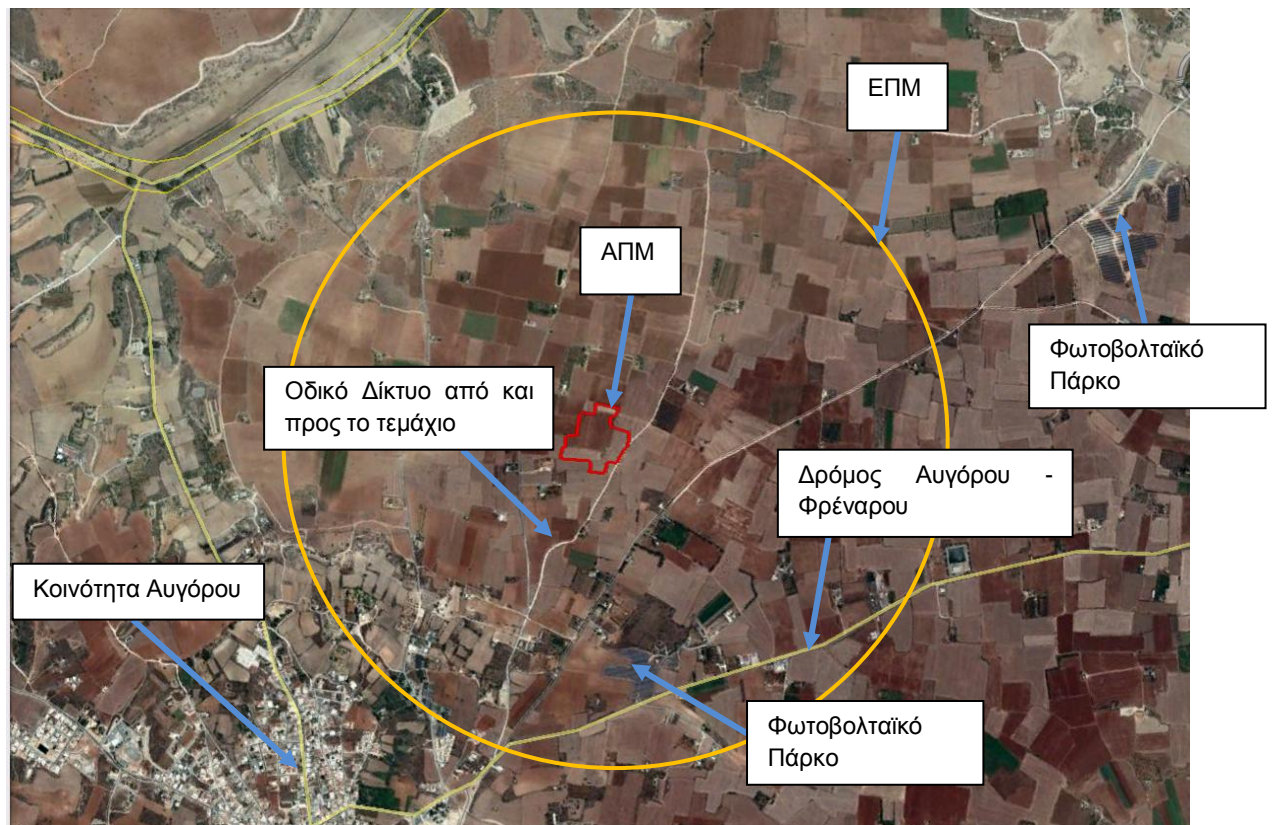 ΕΠΜ
ΑΠΜ
Φωτοβολταϊκό
Πάρκο
Οδικό Δίκτυο από και
προς το τεμάχιο
Δρόμος Αυγόρου -
Φρέναρου
Κοινότητα Αυγόρου
Φωτοβολταϊκό
Πάρκο